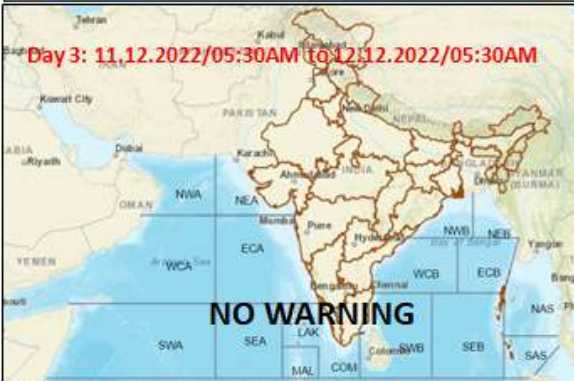 Tehran
Kabul
Day 3: 11,12.2022/05:30AM to 12.12.2022/05:30AM
Kuwait City
PAKISTAN
New Delhi
NEPAL
Riyadh
Dubai
Karachi
Ahmedabad
INDIA
MYANMAR
(BURMA)
OMAN
NWA
NEA
Mumbai
Pune
Hyderabad
NWB
NEB
Bay of Bengal
Yangon
YEMEN
Arabian Sea
WCA
ECA
WCB
ECB
Bengaluru
Chennai
NO WARNING
NAS
SWA
SEA
LAK
Colombo
SWB
SEB
SAS
MAL
COM